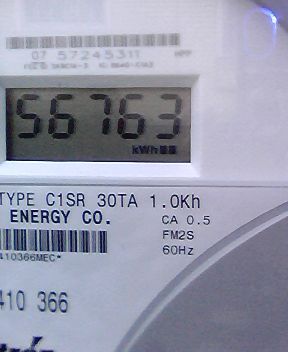 07 57245311
56763
kWh
TYPE C1SR 30TA 1.0Kh
ENERGY CO.
CA 0.5
FM2S
60Hz
410366MEC*
410 366